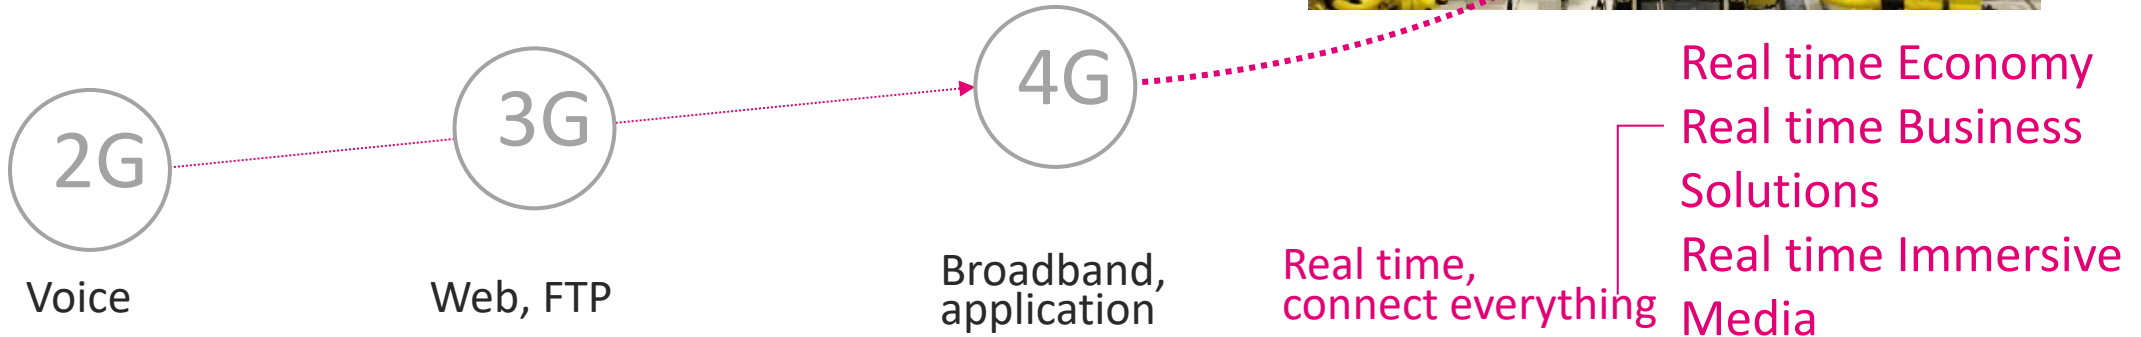 2G
3G
4G
Voice
Web, FTP
Broadband,
application
Real time,
connect everything
Real time Economy
Real time Business
Solutions
Real time Immersive
Media